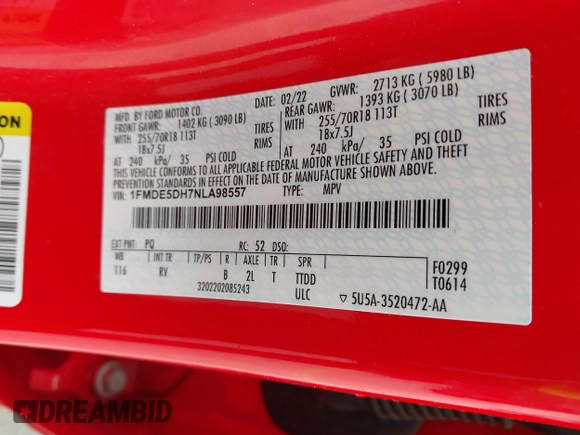 ON
MFD. BY FORD MOTOR CO.
DATE: 02/22 GVWR: 2713 KG ( 5980 LB)
FRONT GAWR: 1402 KG ( 3090 LB) REAR GAWR: 1393 KG ( 3070 LB)
WITH 255/70R18 113T TIRES WITH 255/70R18 113T TIRES
18x7.5J RIMS 18x7.5J RIMS
AT 240 kPa/ 35 PSI COLD AT 240 kPa/ 35 PSI COLD
THIS VEHICLE CONFORMS TO ALL APPLICABLE FEDERAL MOTOR VEHICLE SAFETY AND THEFT
PREVENTION STANDARDS IN EFFECT ON THE DATE OF MANUFACTURE SHOWN ABOVE.
VIN: 1FMDE5DH7NLA98557 TYPE: MPV
EXT PNT: PQ RC: 52 DSO:
WB INT TR TP/PS R AXLE TR SPR
T16 RV B 2L T TTDD
3202202085243 ULC
F0299
T0614
▽ 5U5A-3520472-AA
DREAMBID